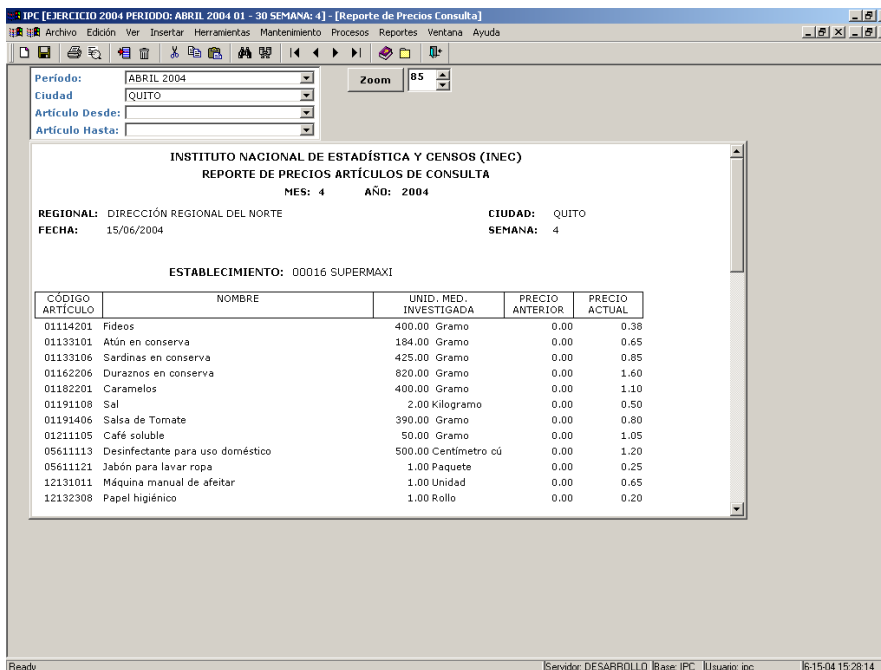 IPC [EJERCICIO 2004 PERIODO: ABRIL 2004 01 - 30 SEMANA: 4] - [Reporte de Precios Consulta]
Archivo Edición Ver Insertar Herramientas Mantenimiento Procesos Reportes Ventana Ayuda
Período: ABRIL 2004 Zoom 85
Ciudad QUITO
Artículo Desde:
Artículo Hasta:
INSTITUTO NACIONAL DE ESTADÍSTICA Y CENSOS (INEC)
REPORTE DE PRECIOS ARTÍCULOS DE CONSULTA
MES: 4 AÑO: 2004
REGIONAL: DIRECCIÓN REGIONAL DEL NORTE CIUDAD: QUITO
FECHA: 15/06/2004 SEMANA: 4
ESTABLECIMIENTO: 00016 SUPERMAXI
CÓDIGO NOMBRE UNID. MED. PRECIO PRECIO
ARTÍCULO INVESTIGADA ANTERIOR ACTUAL
01114201 Fideos 400.00 Gramo 0.00 0.38
01133101 Atún en conserva 184.00 Gramo 0.00 0.65
01133106 Sardinas en conserva 425.00 Gramo 0.00 0.85
01162206 Duraznos en conserva 820.00 Gramo 0.00 1.60
01182201 Caramelos 400.00 Gramo 0.00 1.10
01191108 Sal 2.00 Kilogramo 0.00 0.50
01191406 Salsa de Tomate 390.00 Gramo 0.00 0.80
01211105 Café soluble 50.00 Gramo 0.00 1.05
05611113 Desinfectante para uso doméstico 500.00 Centímetro cú 0.00 1.20
05611121 Jabón para lavar ropa 1.00 Paquete 0.00 0.25
12131011 Máquina manual de afeitar 1.00 Unidad 0.00 0.65
12132308 Papel higiénico 1.00 Rollo 0.00 0.20
Ready Servidor: DESARROLLO Base: IPC Usuario: ipc 6-15-04 15:28:14